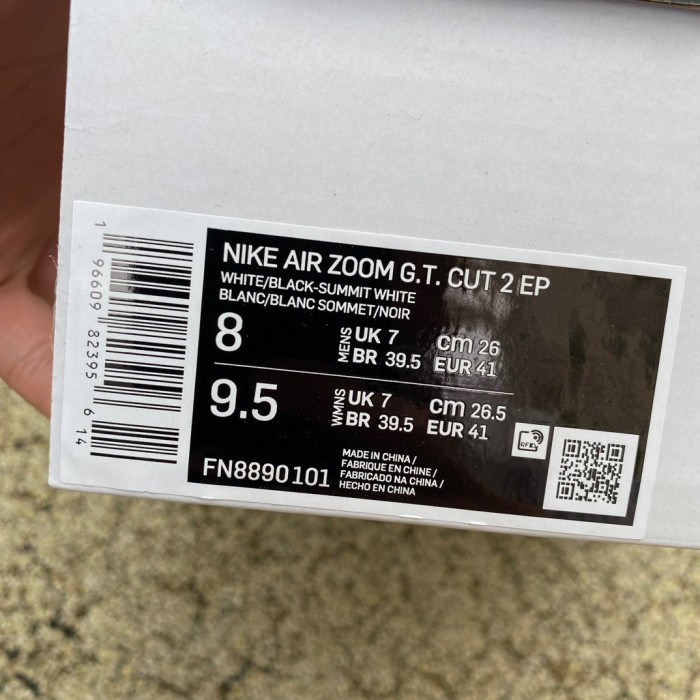 NIKE AIR ZOOM G.T. CUT 2 EP
WHITE/BLACK-SUMMIT WHITE
BLANC/BLANC SOMMET/NOIR
8 MENS UK 7 cm 26
BR 39.5 EUR 41
9.5 WMNS UK 7 cm 26.5
BR 39.5 EUR 41
RFID
FN8890101
MADE IN CHINA /
FABRIQUE EN CHINE /
FABRICADO NA CHINA /
HECHO EN CHINA
1 96609 82395 6 14